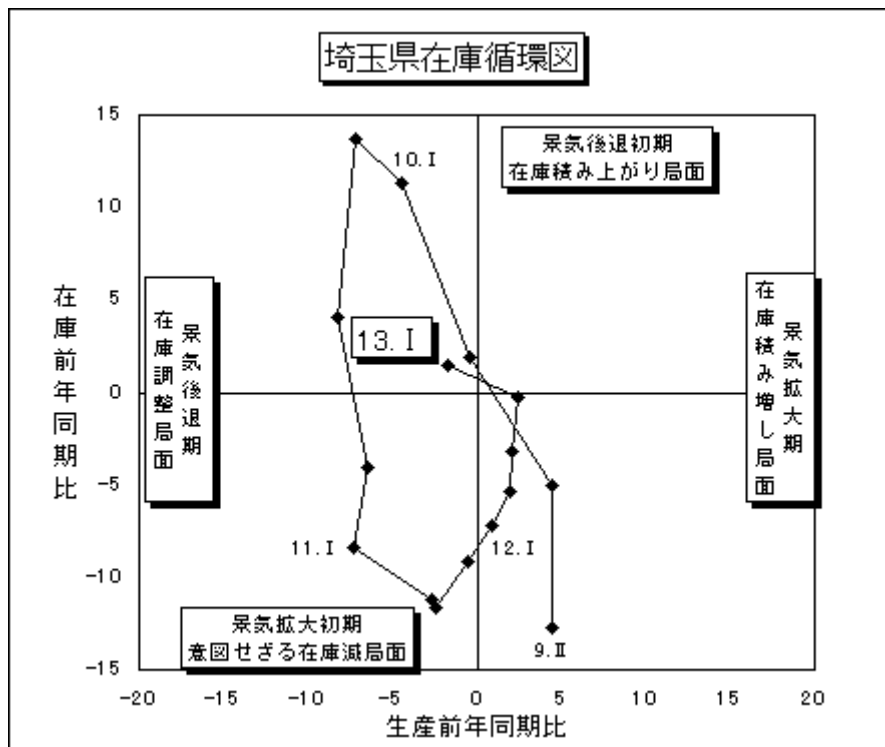 埼玉県在庫循環図
15
10
5
0
-5
-10
-15
在庫前年同期比
景気後退初期
在庫積み上がり局面
10.Ⅰ
13.Ⅰ
景気後退期
在庫調整局面
景気拡大期
在庫積み増し局面
11.Ⅰ
12.Ⅰ
景気拡大初期
意図せざる在庫減局面
9.Ⅱ
-20
-15
-10
-5
0
5
10
15
20
生産前年同期比